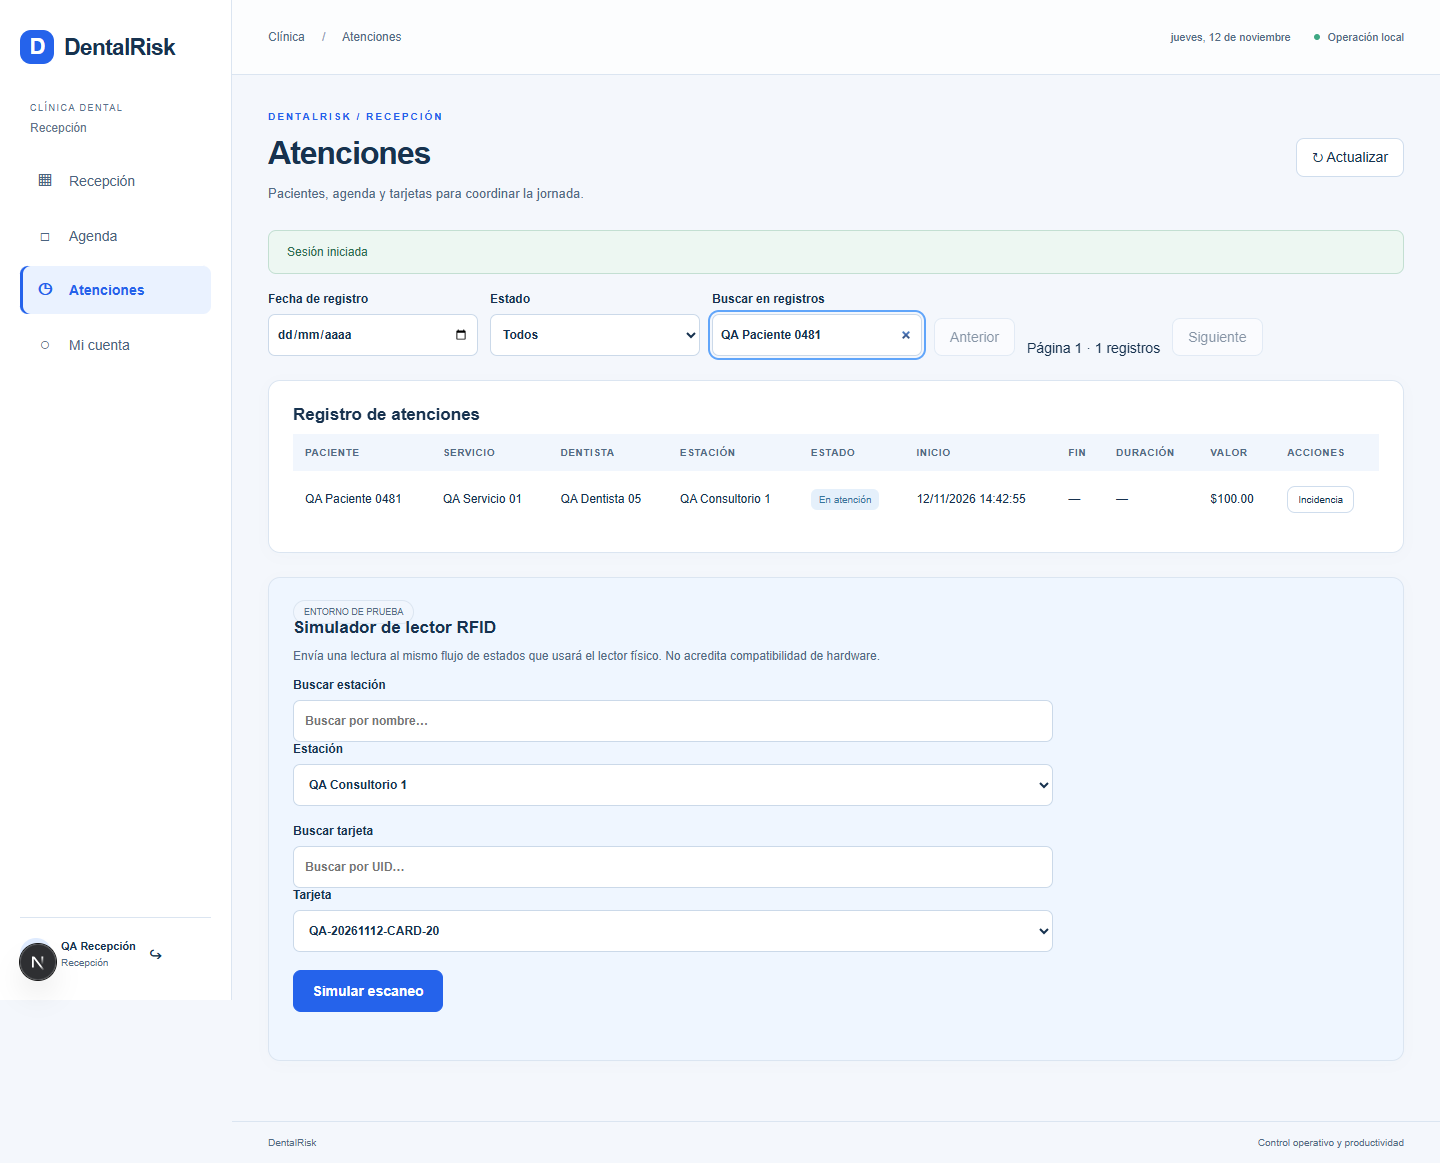 D DentalRisk
CLÍNICA DENTAL
Recepción
Recepción
Agenda
Atenciones
Mi cuenta
N
QA Recepción
Recepción
Clínica / Atenciones
jueves, 12 de noviembre
Operación local
DENTALRISK / RECEPCIÓN
Atenciones
Pacientes, agenda y tarjetas para coordinar la jornada.
↻ Actualizar
Sesión iniciada
Fecha de registro
dd/mm/aaaa
Estado
Todos
Buscar en registros
QA Paciente 0481
Anterior
Página 1 · 1 registros
Siguiente
Registro de atenciones
PACIENTE SERVICIO DENTISTA ESTACIÓN ESTADO INICIO FIN DURACIÓN VALOR ACCIONES
QA Paciente 0481 QA Servicio 01 QA Dentista 05 QA Consultorio 1 En atención 12/11/2026 14:42:55 — — $100.00 Incidencia
ENTORNO DE PRUEBA
Simulador de lector RFID
Envía una lectura al mismo flujo de estados que usará el lector físico. No acredita compatibilidad de hardware.
Buscar estación
Buscar por nombre...
Estación
QA Consultorio 1
Buscar tarjeta
Buscar por UID...
Tarjeta
QA-20261112-CARD-20
Simular escaneo
DentalRisk
Control operativo y productividad